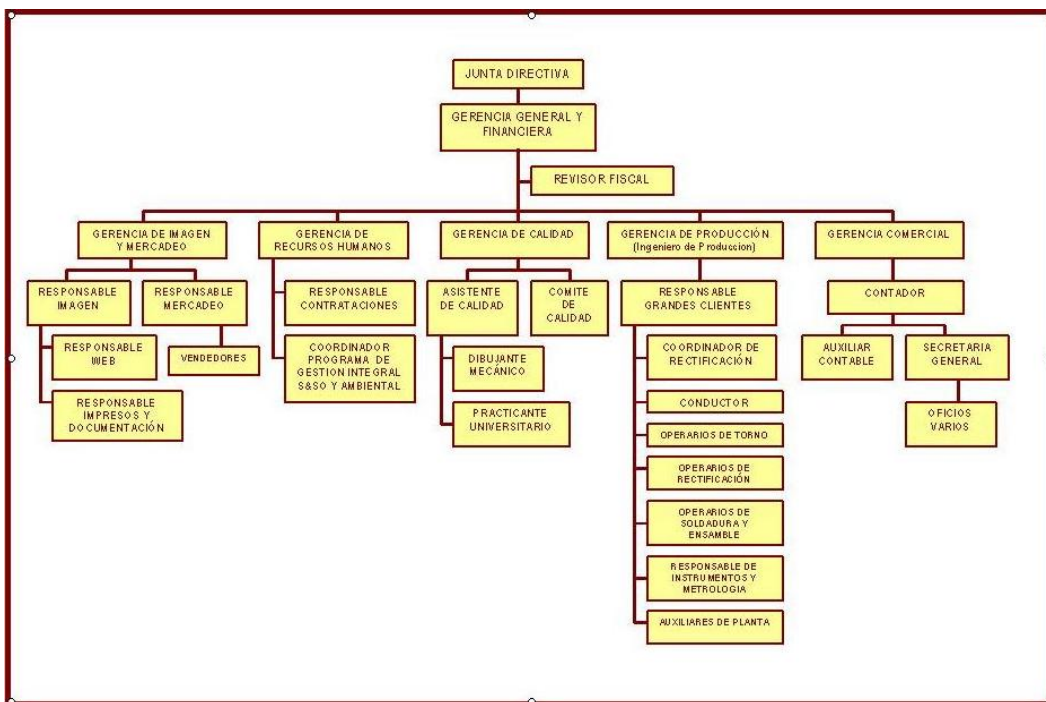 JUNTA DIRECTIVA
GERENCIA GENERAL Y
FINANCIERA
REVISOR FISCAL
GERENCIA DE IMAGEN
Y MERCADEO
GERENCIA DE
RECURSOS HUMANOS
GERENCIA DE CALIDAD
GERENCIA DE PRODUCCIÓN
(Ingeniero de Produccion)
GERENCIA COMERCIAL
RESPONSABLE
IMAGEN
RESPONSABLE
MERCADEO
RESPONSABLE
CONTRATACIONES
ASISTENTE
DE CALIDAD
COMITE
DE
CALIDAD
RESPONSABLE
GRANDES CLIENTES
CONTADOR
RESPONSABLE
WEB
VENDEDORES
COORDINADOR
PROGRAMA DE
GESTION INTEGRAL
S&SO Y AMBIENTAL
DIBUJANTE
MECÁNICO
COORDINADOR DE
RECTIFICACIÓN
AUXILIAR
CONTABLE
SECRETARIA
GENERAL
RESPONSABLE
IMPRESOS Y
DOCUMENTACIÓN
PRACTICANTE
UNIVERSITARIO
CONDUCTOR
OFICIOS
VARIOS
OPERARIOS DE TORNO
OPERARIOS DE
RECTIFICACIÓN
OPERARIOS DE
SOLDADURA Y
ENSAMBLE
RESPONSABLE DE
INSTRUMENTOS Y
METROLOGIA
AUXILIARES DE PLANTA